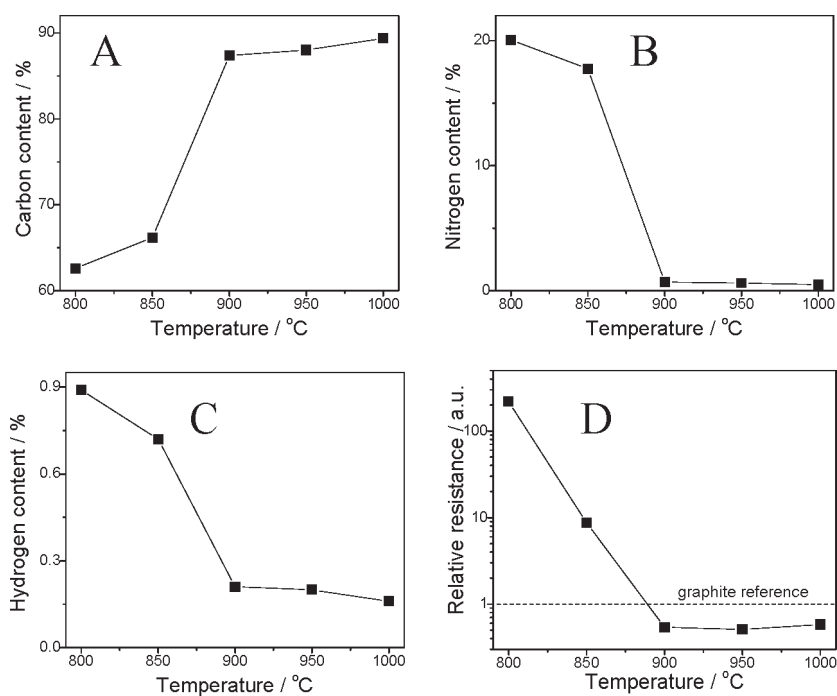 A
Carbon content / %
90
80
70
60
800 850 900 950 1000
Temperature / °C
B
Nitrogen content / %
20
10
0
800 850 900 950 1000
Temperature / °C
C
Hydrogen content / %
0.9
0.6
0.3
0.0
800 850 900 950 1000
Temperature / °C
D
Relative resistance / a.u.
100
10
1
graphite reference
800 850 900 950 1000
Temperature / °C